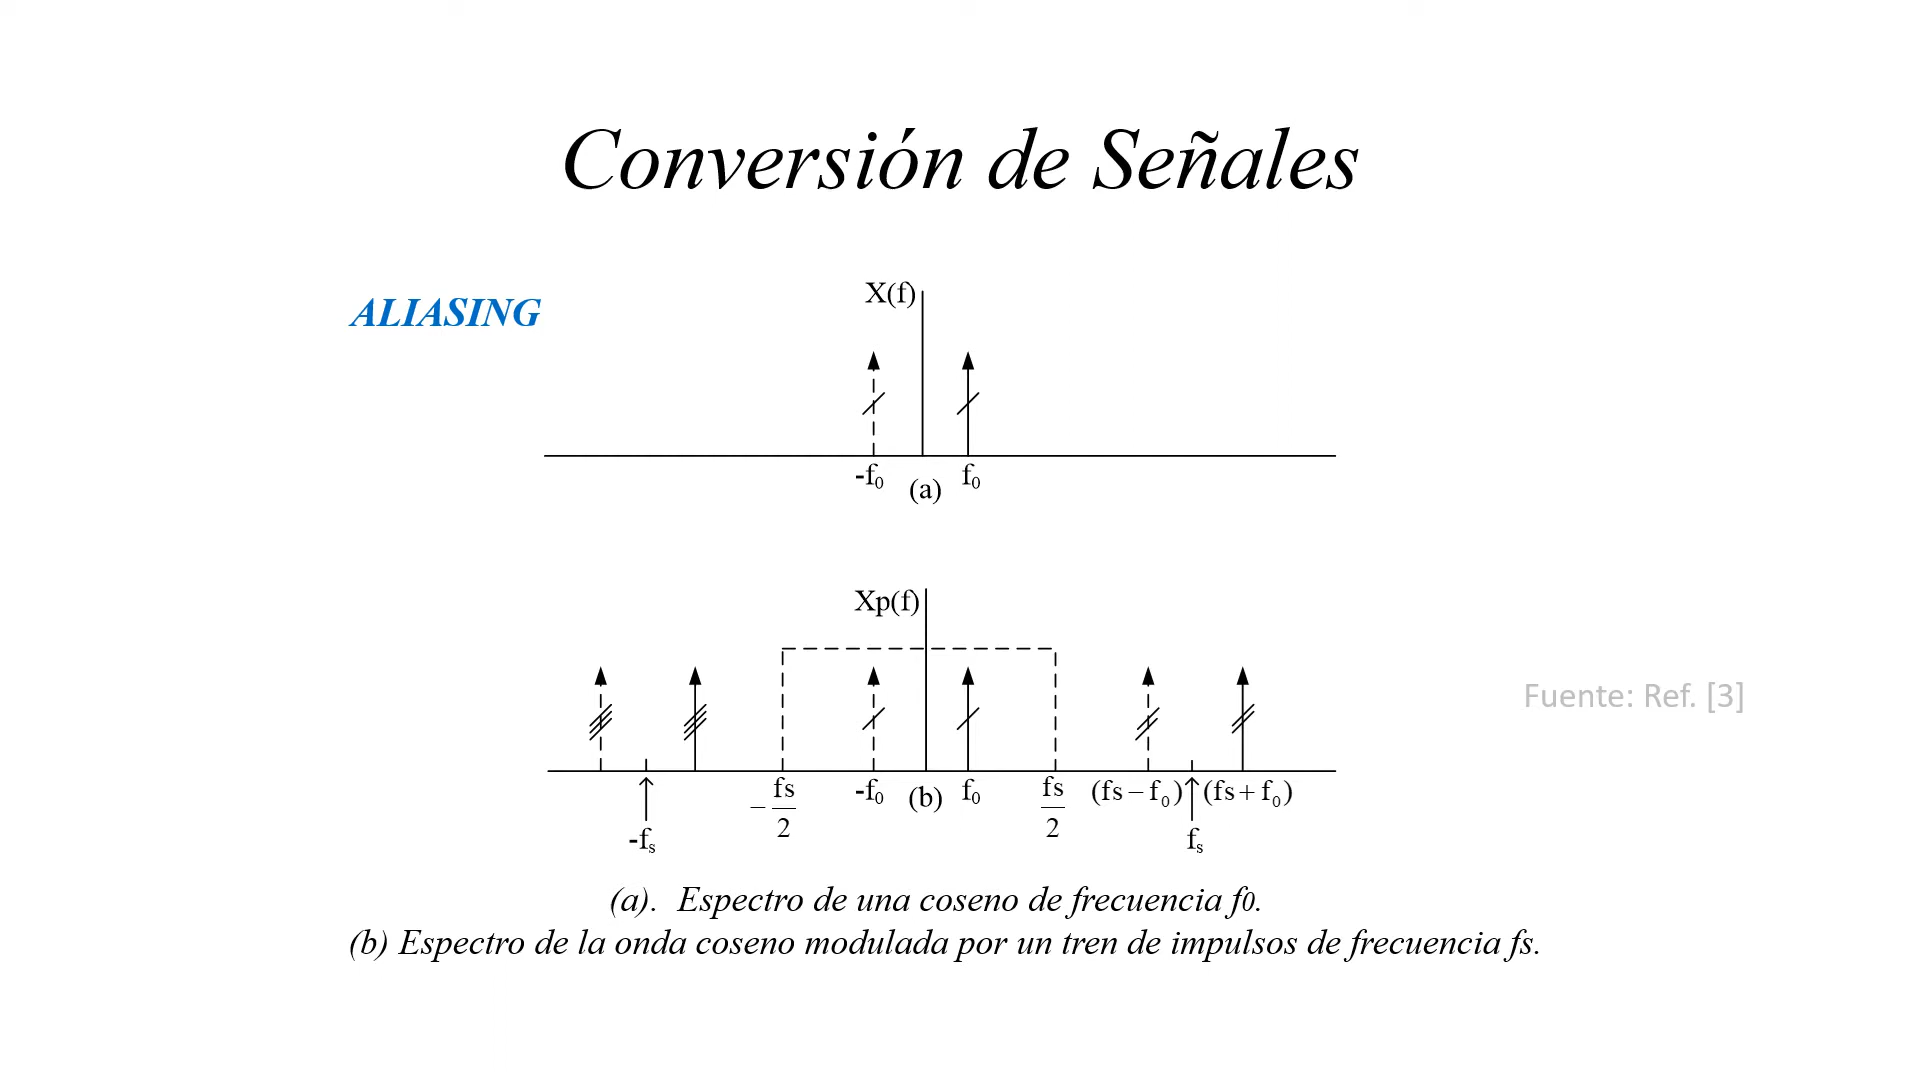 Conversión de Señales
ALIASING
X(f)
-f₀ (a) f₀
Xp(f)
Fuente: Ref. [3]
-fₛ − fs/2 -f₀ (b) f₀ fs/2 (fs − f₀) fₛ (fs + f₀)
(a). Espectro de una coseno de frecuencia f0.
(b) Espectro de la onda coseno modulada por un tren de impulsos de frecuencia fs.